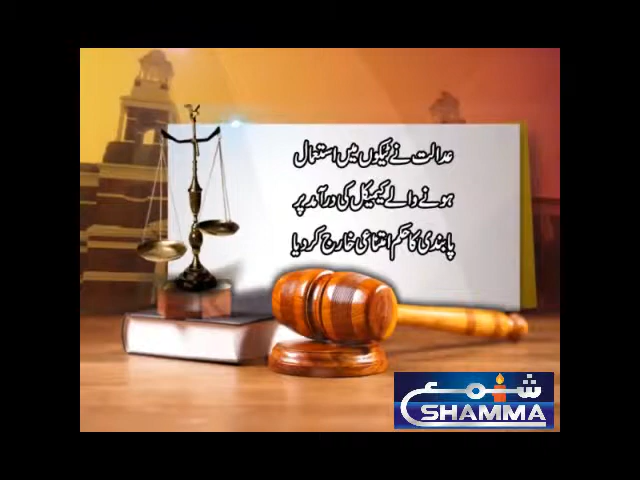 عدالت نے ٹیکوں میں استعمال
ہونے والے کیمیکل کی درآمد پر
پابندی کا حکم امتناعی خارج کر دیا
شمع
SHAMMA